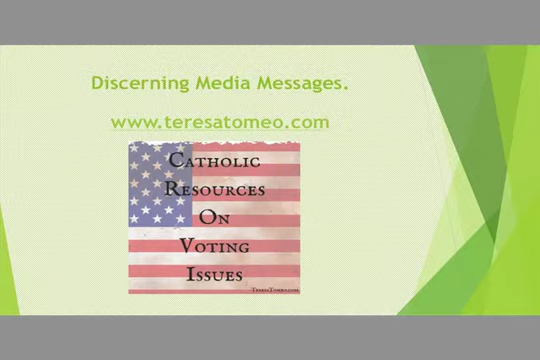 Discerning Media Messages.
www.teresatomeo.com
Catholic
Resources
On
Voting
Issues
TeresaTomeo.com